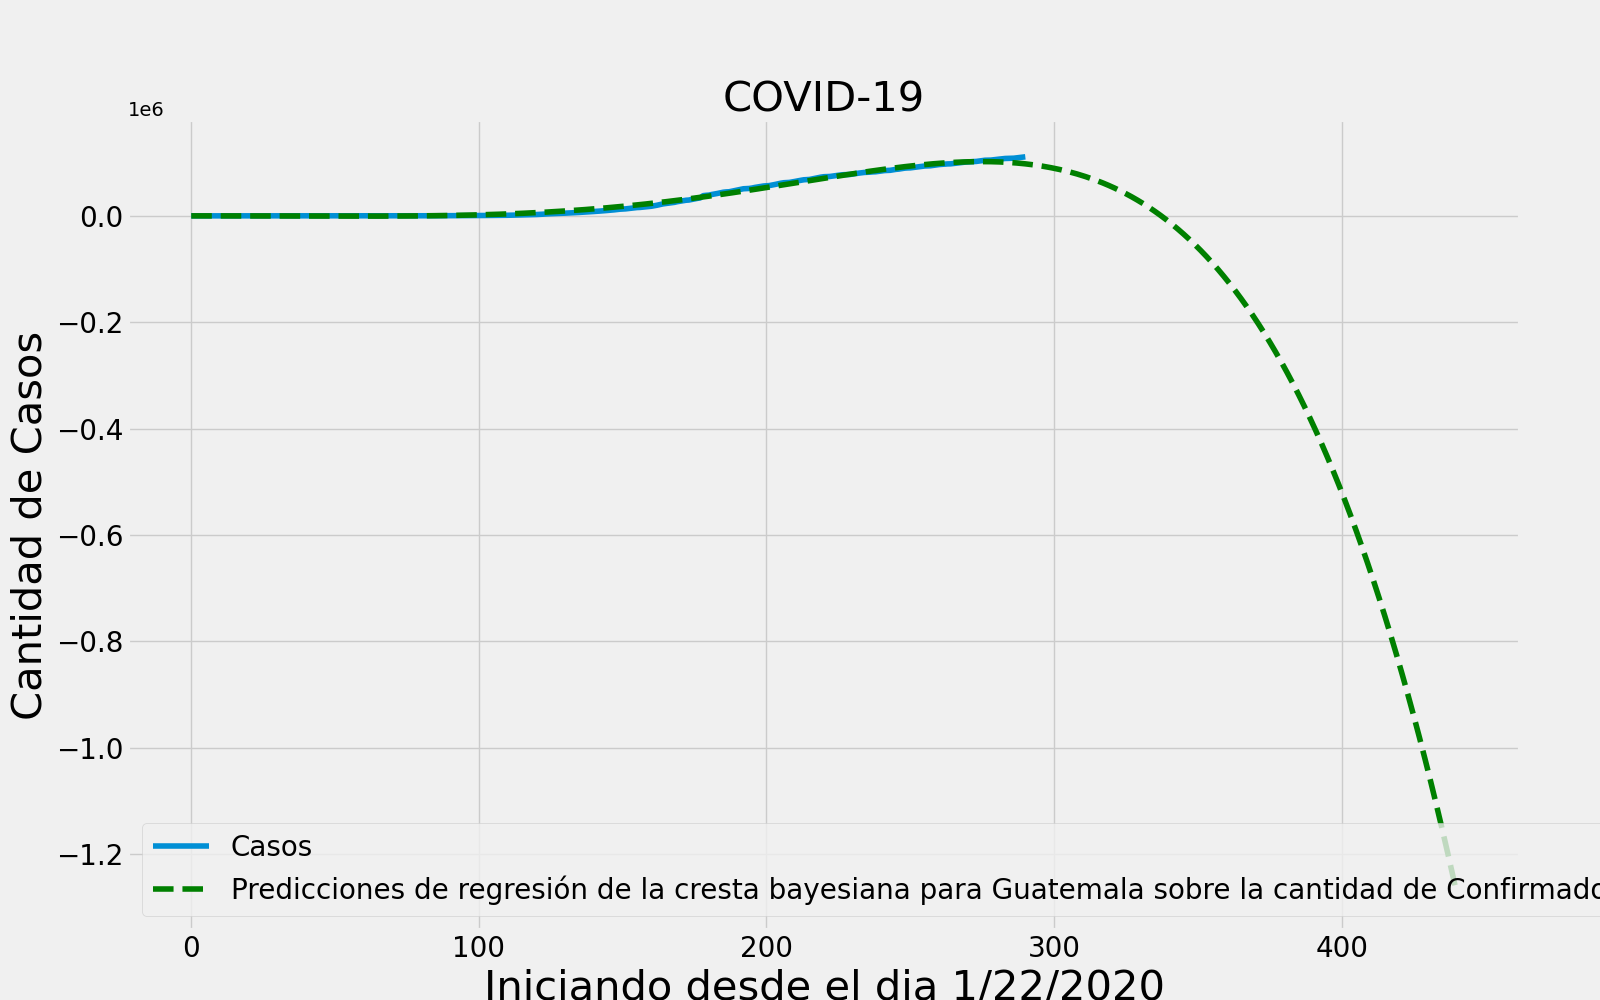 COVID-19
1e6
0.0
−0.2
−0.4
−0.6
−0.8
−1.0
−1.2
Cantidad de Casos
Casos
Predicciones de regresión de la cresta bayesiana para Guatemala sobre la cantidad de Confirmado
0 100 200 300 400
Iniciando desde el dia 1/22/2020